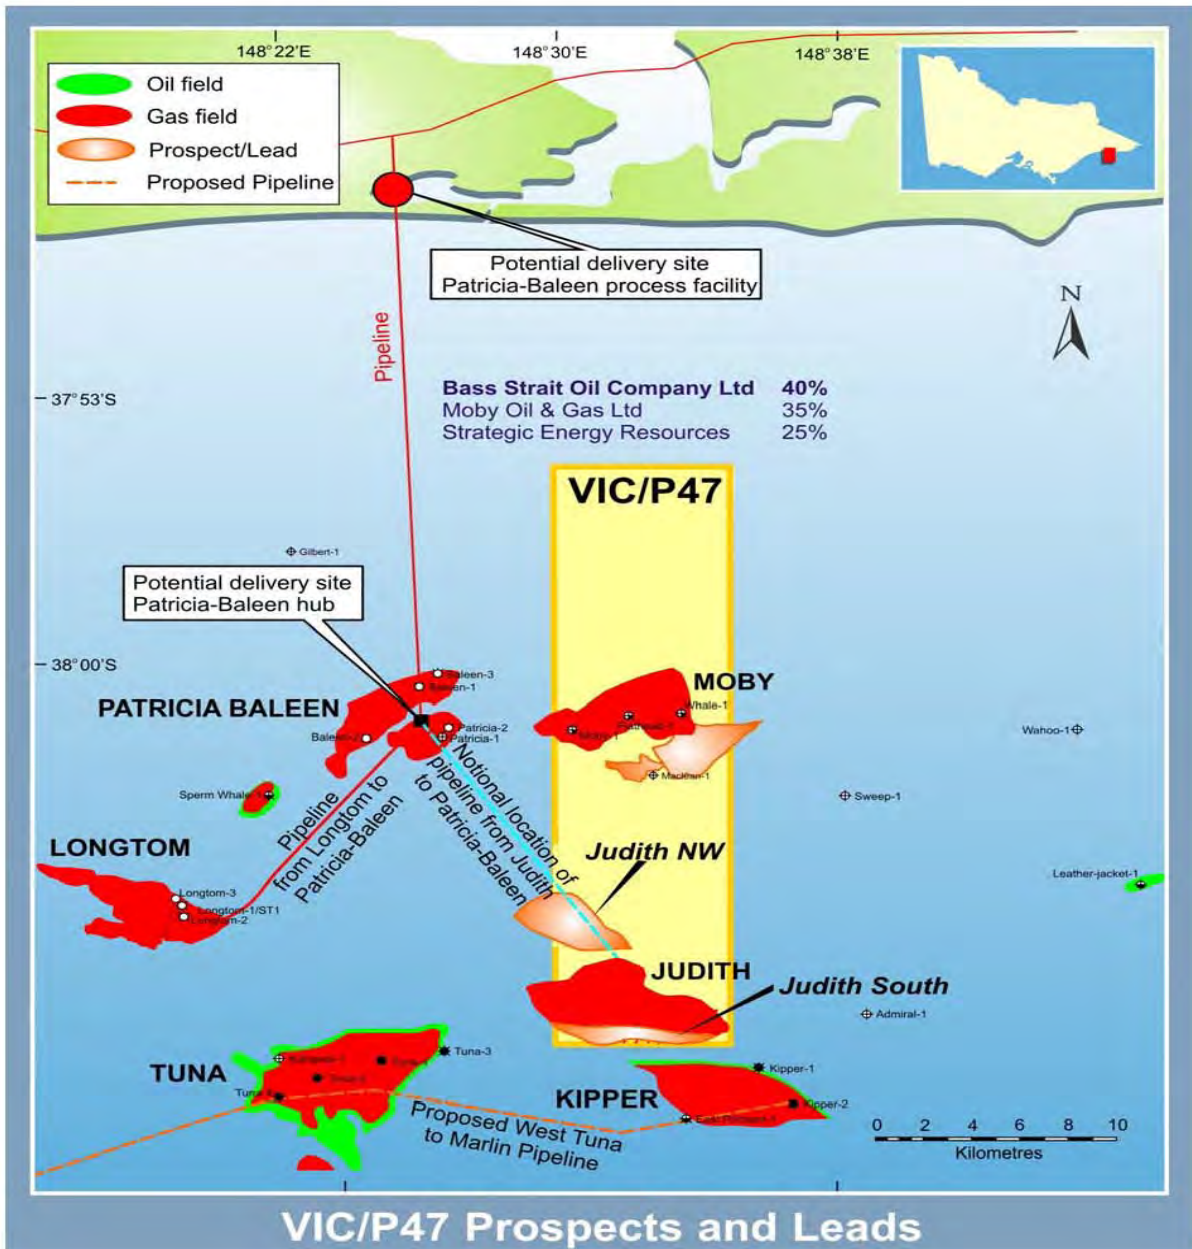 148°22'E
148°30'E
148°38'E
Oil field
Gas field
Prospect/Lead
Proposed Pipeline
Potential delivery site
Patricia-Baleen process facility
N
Pipeline
37°53'S
Bass Strait Oil Company Ltd 40%
Moby Oil & Gas Ltd 35%
Strategic Energy Resources 25%
VIC/P47
Gilbert-1
Potential delivery site
Patricia-Baleen hub
38°00'S
Baleen-3
Baleen-1
MOBY
PATRICIA BALEEN
Whale-1
Patricia-2
Patricia-1
Baleen-2
Moby-1
Wahoo-1
Macklan-1
Sperm Whale-1
Sweep-1
Pipeline
from Longtom to
Patricia-Baleen
Notional location of
pipeline from Judith
to Patricia-Baleen
LONGTOM
Judith NW
Leather-jacket-1
Longtom-3
Longtom-1/ST1
Longtom-2
JUDITH
Judith South
Admiral-1
TUNA
Tuna-3
Kipper-1
KIPPER
Kipper-2
Proposed West Tuna
to Marlin Pipeline
0 2 4 6 8 10
Kilometres
VIC/P47 Prospects and Leads